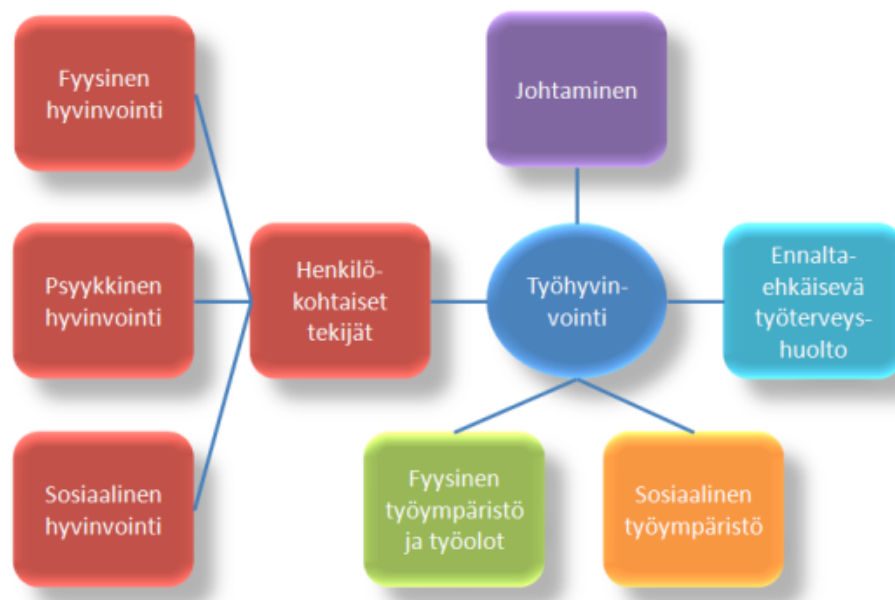 Fyysinen
hyvinvointi
Johtaminen
Psyykkinen
hyvinvointi
Henkilö-
kohtaiset
tekijät
Työhyvin-
vointi
Ennalta-
ehkäisevä
työterveys-
huolto
Sosiaalinen
hyvinvointi
Fyysinen
työympäristö
ja työolot
Sosiaalinen
työympäristö